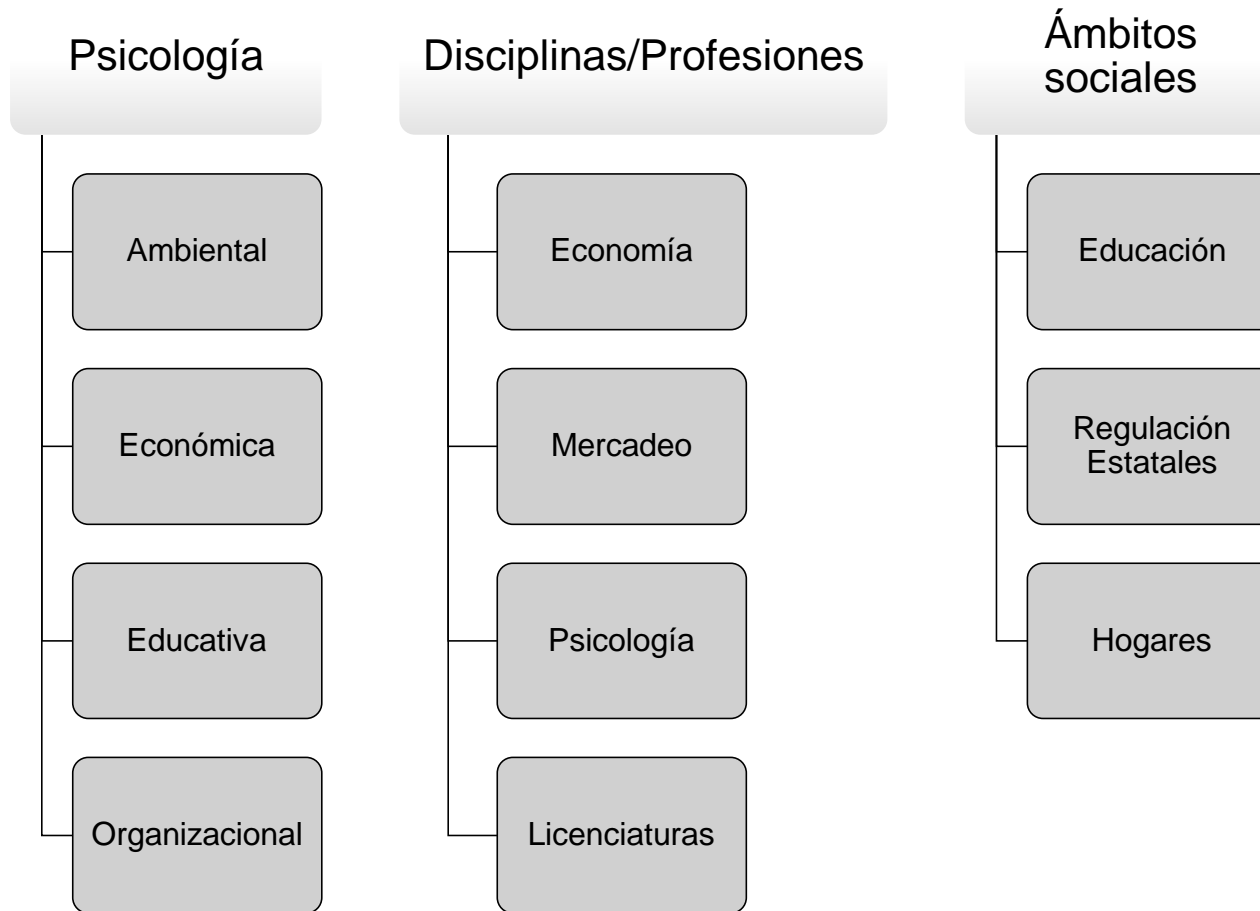 Psicología
Ambiental
Económica
Educativa
Organizacional
Disciplinas/Profesiones
Economía
Mercadeo
Psicología
Licenciaturas
Ámbitos
sociales
Educación
Regulación
Estatales
Hogares